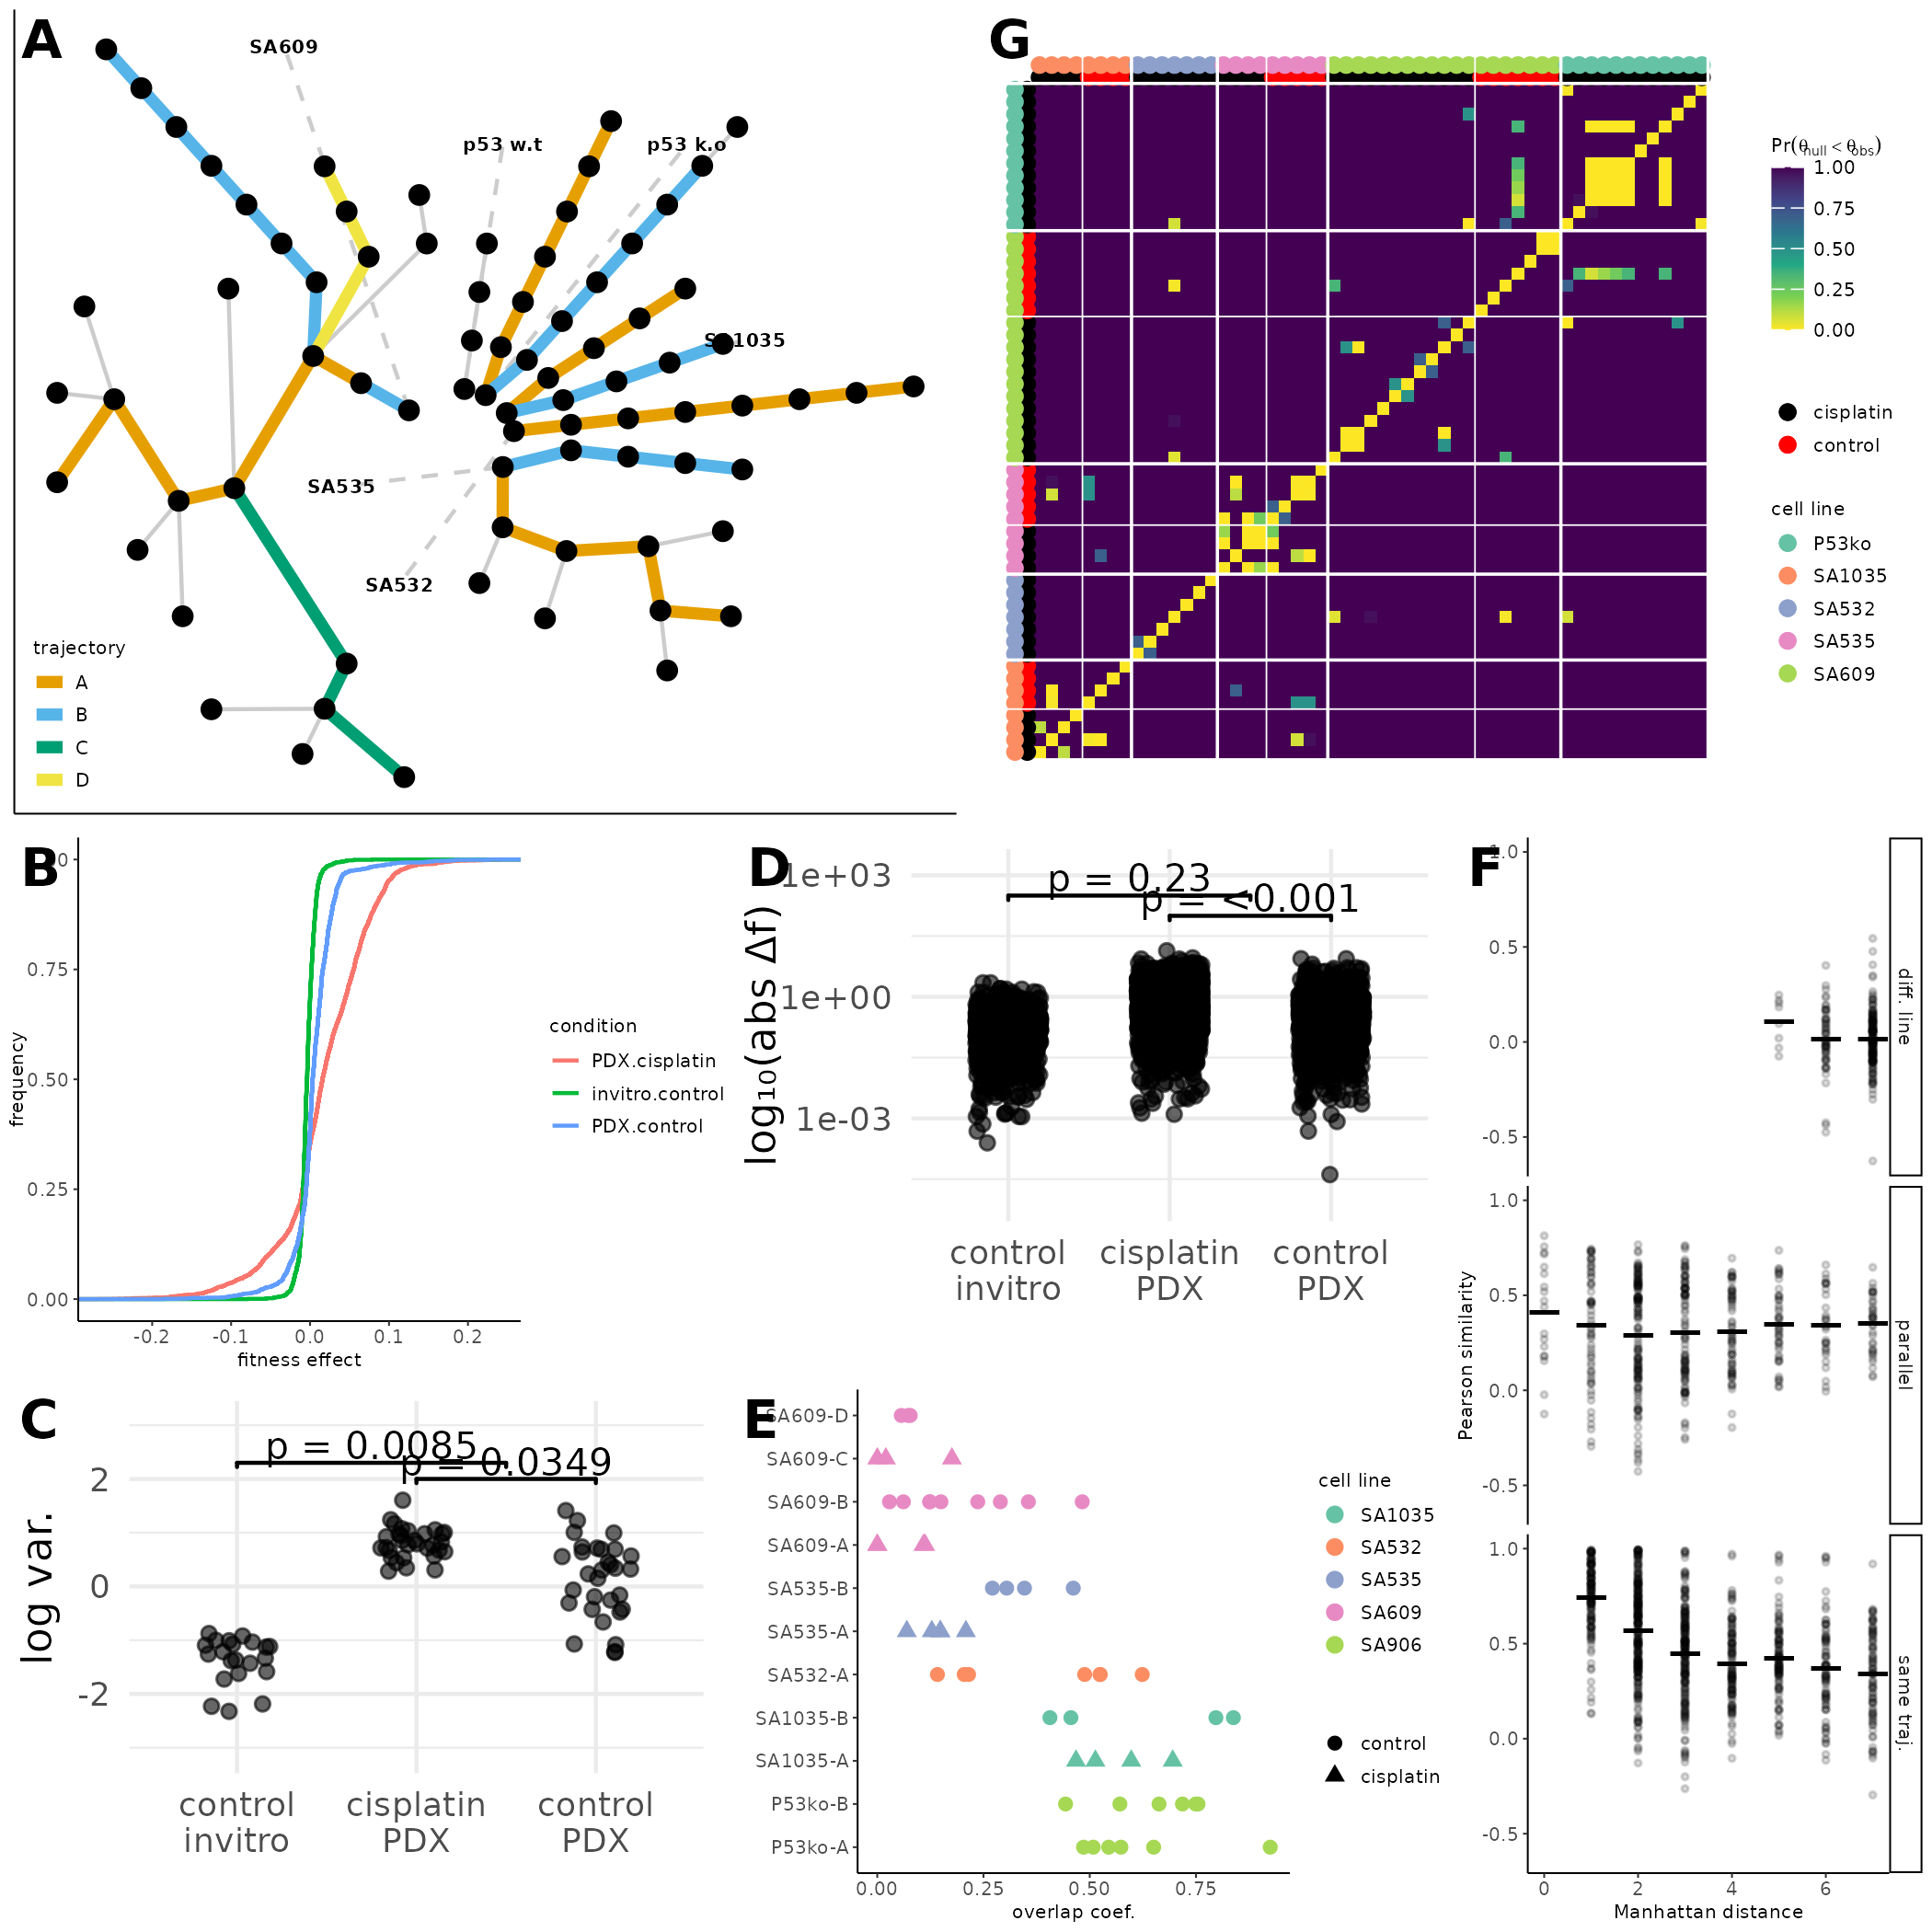 A
SA609
p53 w.t
p53 k.o
SA1035
SA535
SA532
trajectory
A
B
C
D
G
Pr(θnull < θobs)
1.00
0.75
0.50
0.25
0.00
cisplatin
control
cell line
P53ko
SA1035
SA532
SA535
SA609
B
0.75
0.50
0.25
0.00
frequency
-0.2
-0.1
0.0
0.1
0.2
fitness effect
condition
PDX.cisplatin
invitro.control
PDX.control
C
p = 0.0085
p = 0.0349
2
0
-2
log var.
control
invitro
cisplatin
PDX
control
PDX
D
1e+03
1e+00
1e-03
log₁₀(abs Δf)
p = 0.23
p = <0.001
control
invitro
cisplatin
PDX
control
PDX
E
SA609-D
SA609-C
SA609-B
SA609-A
SA535-B
SA535-A
SA532-A
SA1035-B
SA1035-A
P53ko-B
P53ko-A
0.00
0.25
0.50
0.75
overlap coef.
cell line
SA1035
SA532
SA535
SA609
SA906
control
cisplatin
F
1.0
0.5
0.0
-0.5
diff. line
1.0
0.5
0.0
-0.5
parallel
1.0
0.5
0.0
-0.5
same traj.
Pearson similarity
0
2
4
6
Manhattan distance